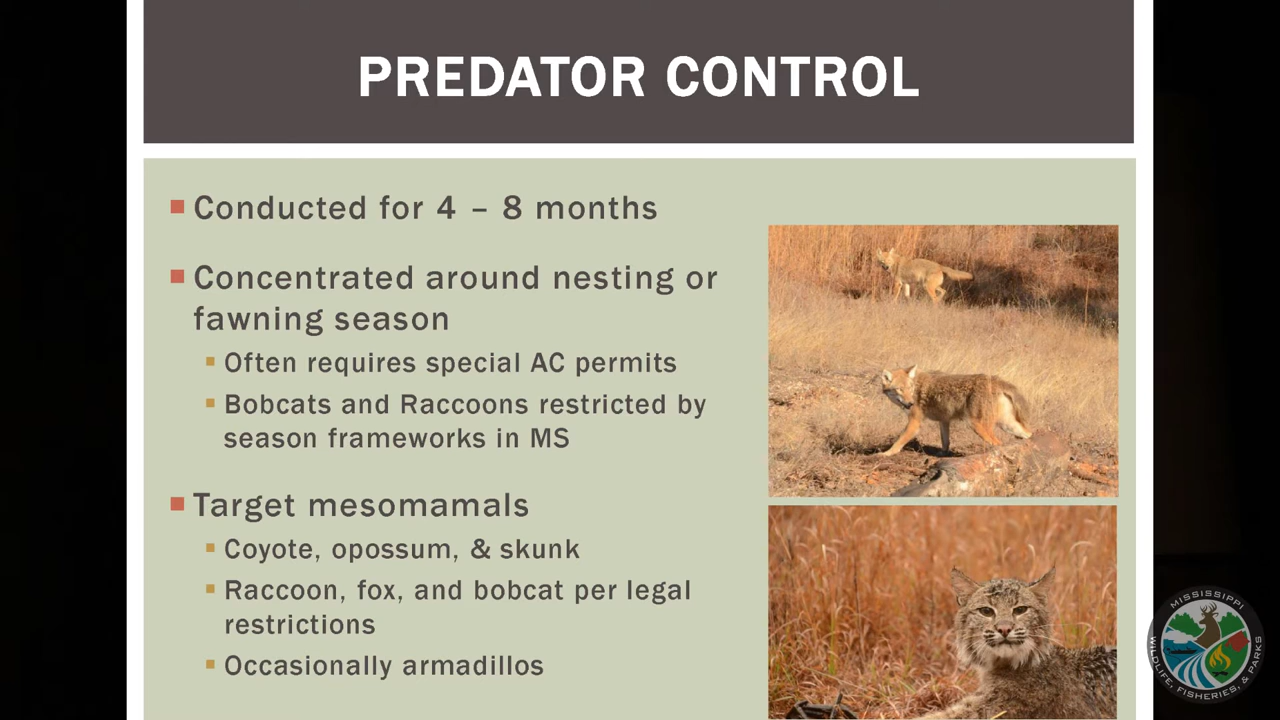 PREDATOR CONTROL
Conducted for 4 – 8 months
Concentrated around nesting or
fawning season
Often requires special AC permits
Bobcats and Raccoons restricted by
season frameworks in MS
Target mesomamals
Coyote, opossum, & skunk
Raccoon, fox, and bobcat per legal
restrictions
Occasionally armadillos
MISSISSIPPI
WILDLIFE, FISHERIES, & PARKS